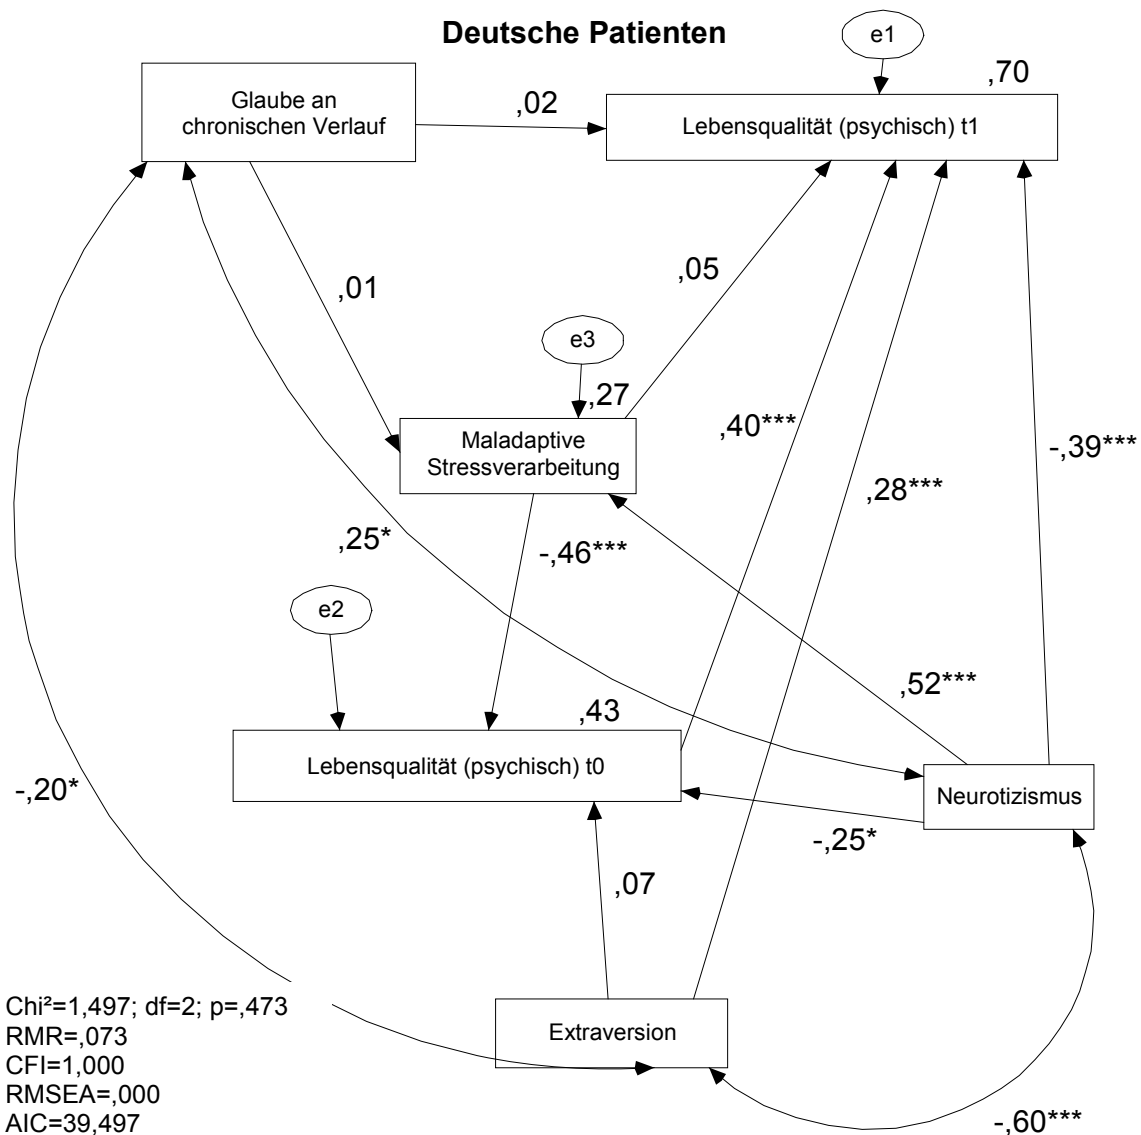 Deutsche Patienten
e1
,70
Glaube an
chronischen Verlauf
,02
Lebensqualität (psychisch) t1
,01
,05
e3
,27
Maladaptive
Stressverarbeitung
,40***
-,39***
,28***
,25*
-,46***
e2
,52***
,43
Lebensqualität (psychisch) t0
-,20*
Neurotizismus
-,25*
,07
Chi²=1,497; df=2; p=,473
RMR=,073
CFI=1,000
RMSEA=,000
AIC=39,497
Extraversion
-,60***